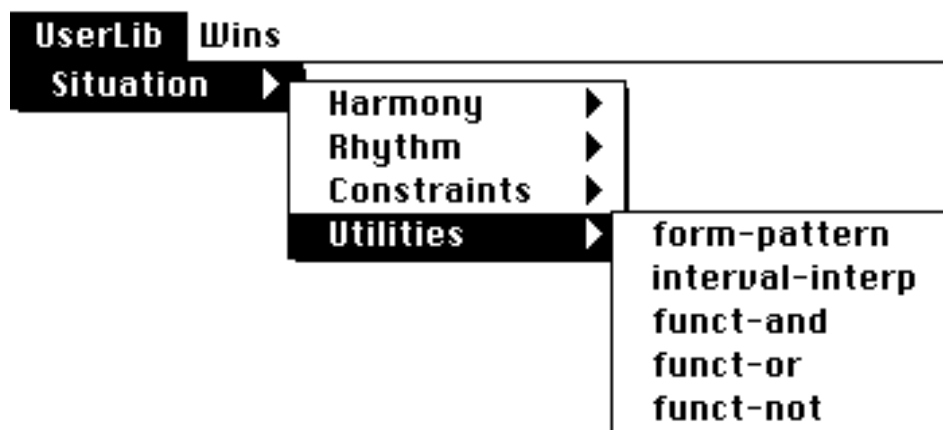 UserLib Wins
Situation
Harmony
Rhythm
Constraints
Utilities
form-pattern
interval-interp
funct-and
funct-or
funct-not